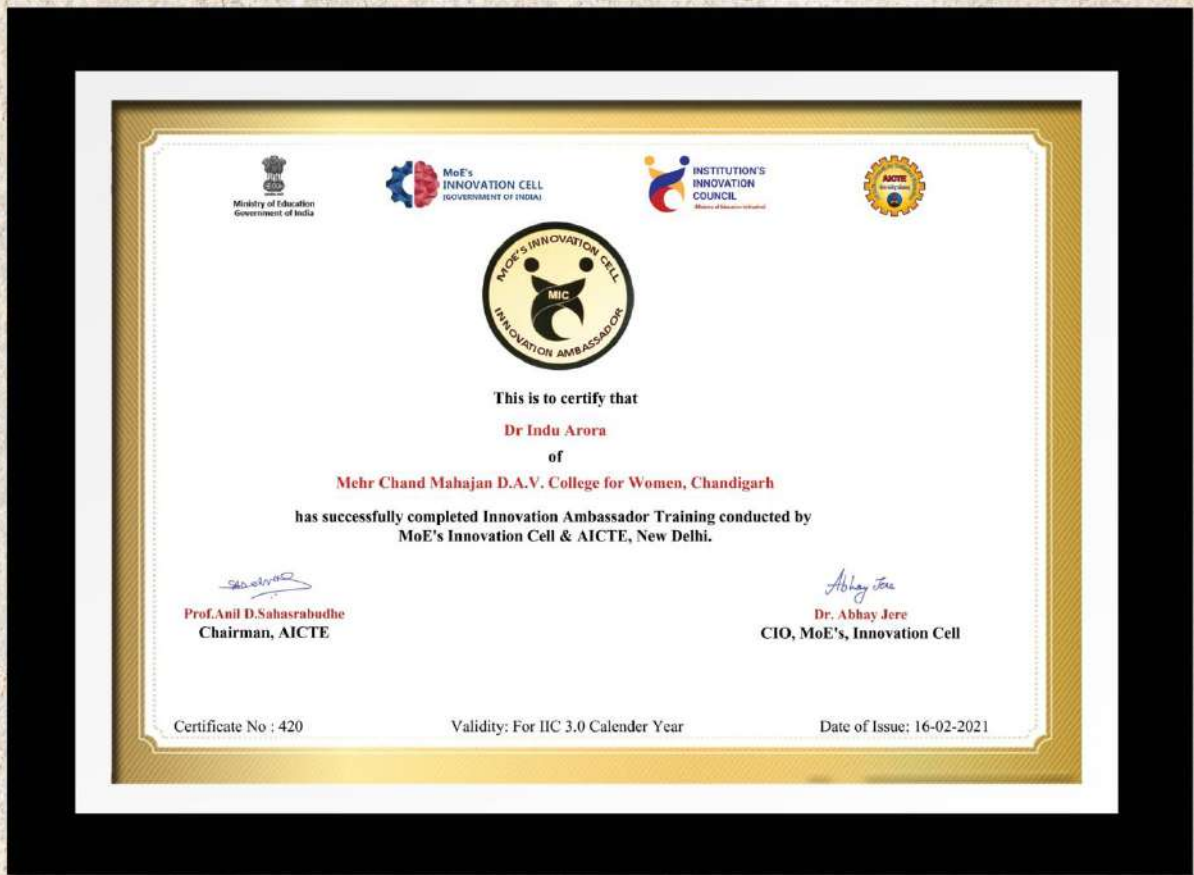 Ministry of Education
Government of India
MoE's
INNOVATION CELL
(GOVERNMENT OF INDIA)
INSTITUTION'S
INNOVATION
COUNCIL
AICTE
MOE'S INNOVATION CELL
MIC
INNOVATION AMBASSADOR
This is to certify that
Dr Indu Arora
of
Mehr Chand Mahajan D.A.V. College for Women, Chandigarh
has successfully completed Innovation Ambassador Training conducted by
MoE's Innovation Cell & AICTE, New Delhi.
Abhay Jere
Prof.Anil D.Sahasrabudhe
Dr. Abhay Jere
Chairman, AICTE
CIO, MoE's, Innovation Cell
Certificate No : 420
Validity: For IIC 3.0 Calender Year
Date of Issue: 16-02-2021